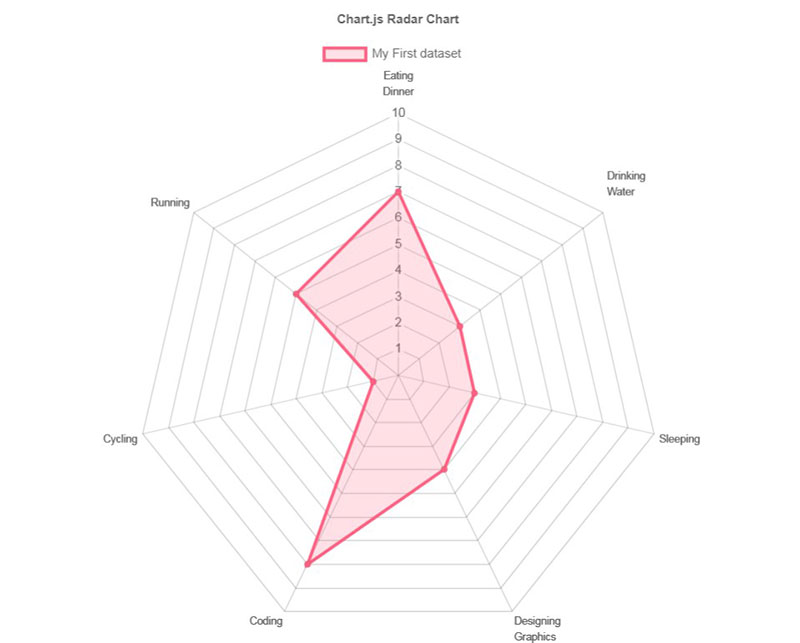 Chart.js Radar Chart
My First dataset
Eating
Dinner
10
9
8
7
6
5
4
3
2
1
Drinking
Water
Running
Cycling
Sleeping
Coding
Designing
Graphics